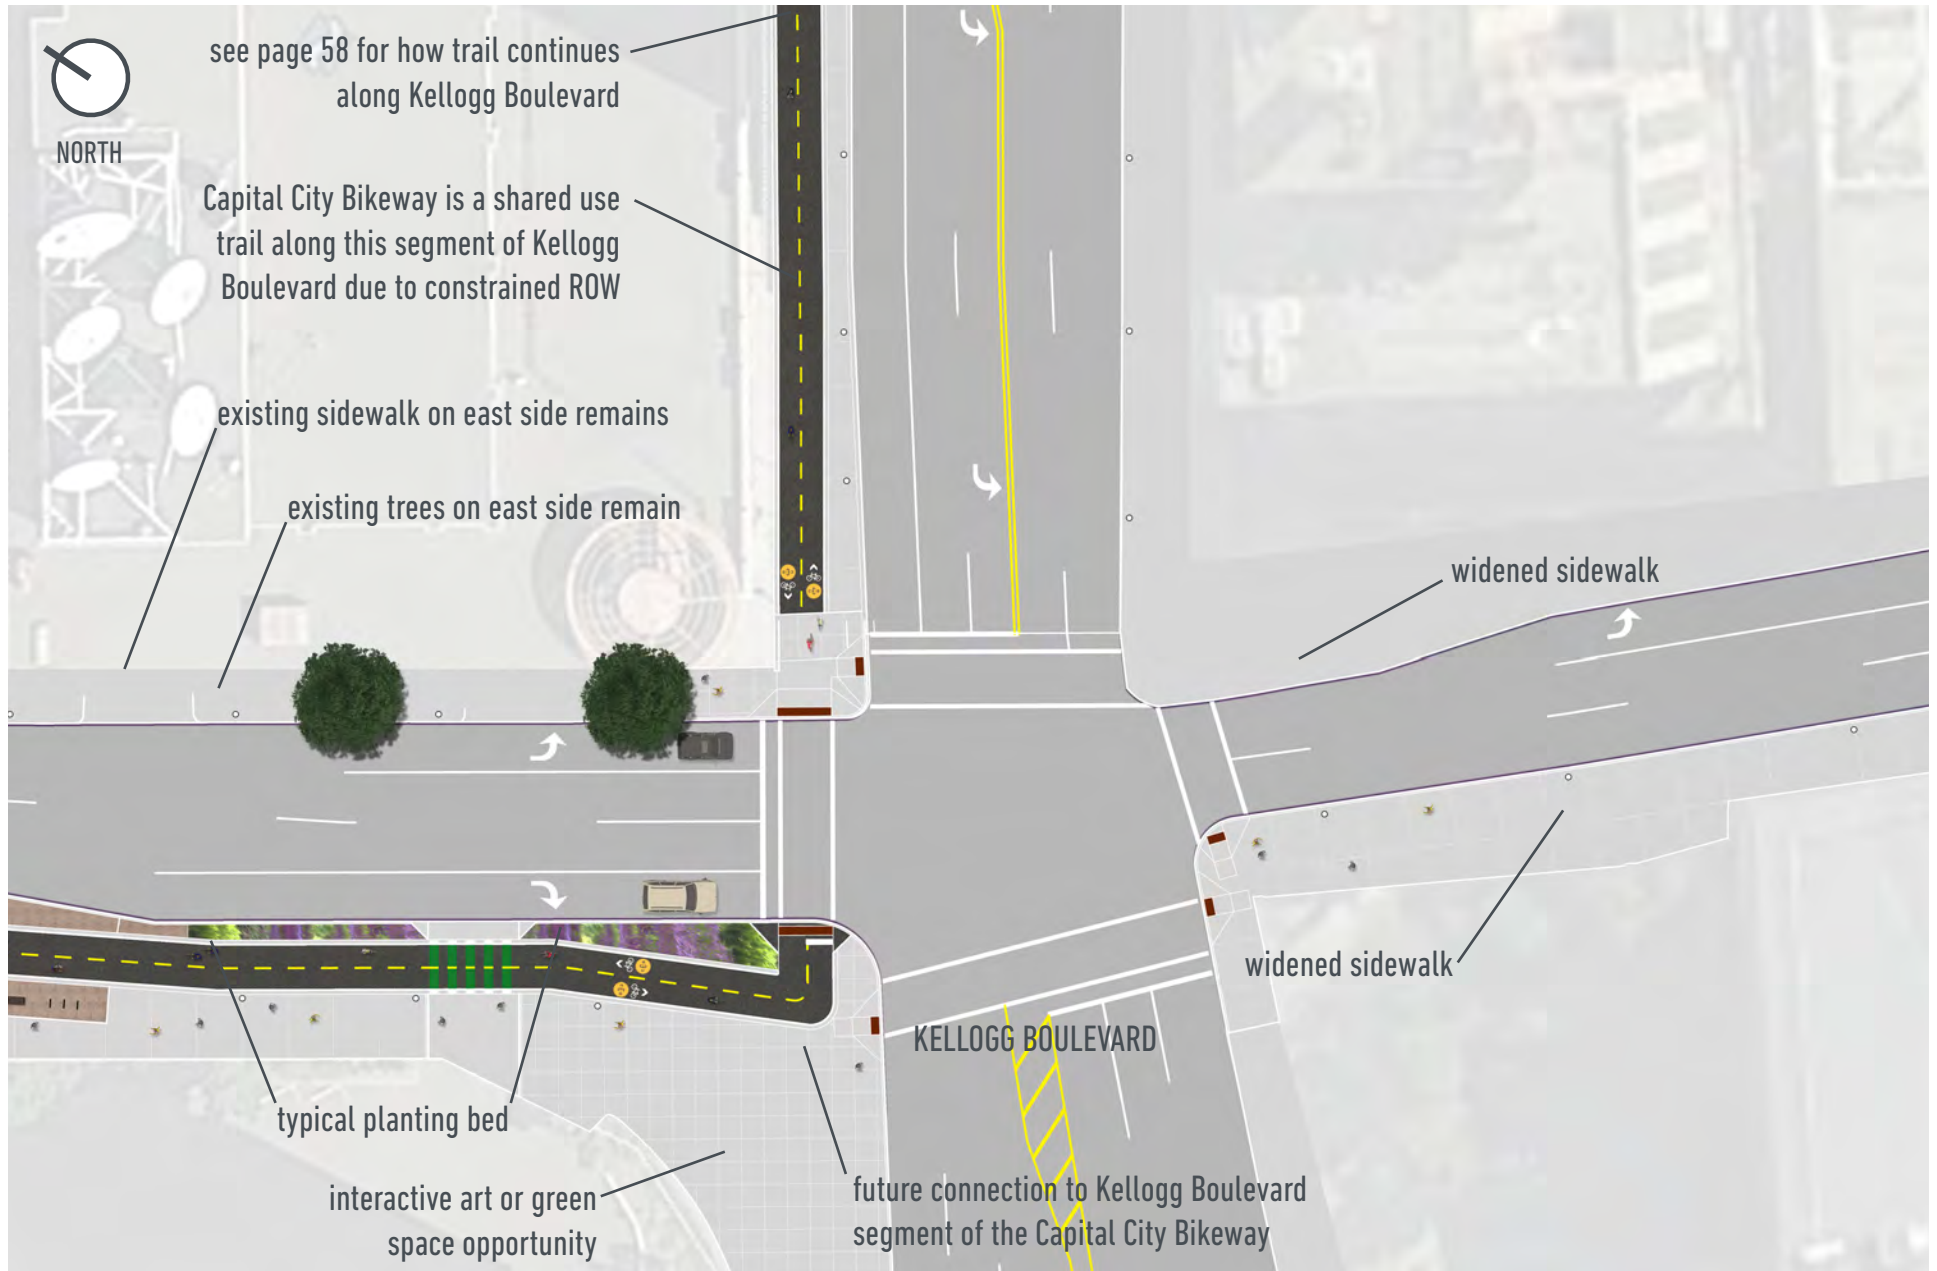 see page 58 for how trail continues
along Kellogg Boulevard
NORTH
Capital City Bikeway is a shared use
trail along this segment of Kellogg
Boulevard due to constrained ROW
existing sidewalk on east side remains
existing trees on east side remain
widened sidewalk
widened sidewalk
KELLOGG BOULEVARD
typical planting bed
interactive art or green
space opportunity
future connection to Kellogg Boulevard
segment of the Capital City Bikeway